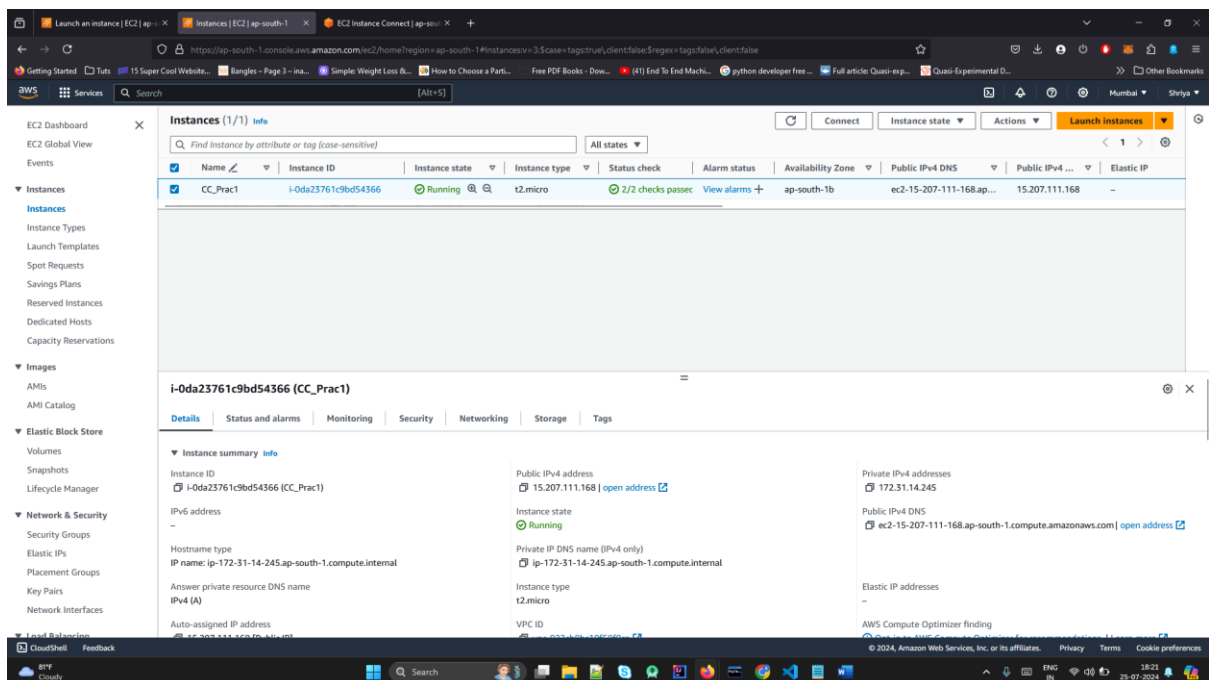 Launch an instance | EC2 | ap-s
Instances | EC2 | ap-south-1
EC2 Instance Connect | ap-sout
https://ap-south-1.console.aws.amazon.com/ec2/home?region=ap-south-1#Instances:v=3;$case=tags:true\,client:false;$regex=tags:false\,client:false
Getting Started Tuts 15 Super Cool Website... Bangles – Page 3 – ina... Simple: Weight Loss &... How to Choose a Parti... Free PDF Books - Dow... (41) End To End Machi... python developer free ... Full article: Quasi-exp... Quasi-Experimental D... Other Bookmarks
aws Services Search [Alt+S] Mumbai Shriya
EC2 Dashboard
EC2 Global View
Events
Instances
Instances
Instance Types
Launch Templates
Spot Requests
Savings Plans
Reserved Instances
Dedicated Hosts
Capacity Reservations
Images
AMIs
AMI Catalog
Elastic Block Store
Volumes
Snapshots
Lifecycle Manager
Network & Security
Security Groups
Elastic IPs
Placement Groups
Key Pairs
Network Interfaces
Load Balancing
Instances (1/1) Info Connect Instance state Actions Launch instances
Find Instance by attribute or tag (case-sensitive) All states 1
Name Instance ID Instance state Instance type Status check Alarm status Availability Zone Public IPv4 DNS Public IPv4 ... Elastic IP
CC_Prac1 i-0da23761c9bd54366 Running t2.micro 2/2 checks passec View alarms + ap-south-1b ec2-15-207-111-168.ap... 15.207.111.168 –
i-0da23761c9bd54366 (CC_Prac1)
Details Status and alarms Monitoring Security Networking Storage Tags
Instance summary Info
Instance ID
i-0da23761c9bd54366 (CC_Prac1)
Public IPv4 address
15.207.111.168 | open address
Private IPv4 addresses
172.31.14.245
IPv6 address
–
Instance state
Running
Public IPv4 DNS
ec2-15-207-111-168.ap-south-1.compute.amazonaws.com | open address
Hostname type
IP name: ip-172-31-14-245.ap-south-1.compute.internal
Private IP DNS name (IPv4 only)
ip-172-31-14-245.ap-south-1.compute.internal
Answer private resource DNS name
IPv4 (A)
Instance type
t2.micro
Elastic IP addresses
–
Auto-assigned IP address
15.207.111.168 [Public IP]
VPC ID
AWS Compute Optimizer finding
Opt-in to AWS Compute Optimizer for recommendations. | Learn more
CloudShell Feedback © 2024, Amazon Web Services, Inc. or its affiliates. Privacy Terms Cookie preferences
81°F
Cloudy
Search
ENG
IN
18:21
25-07-2024